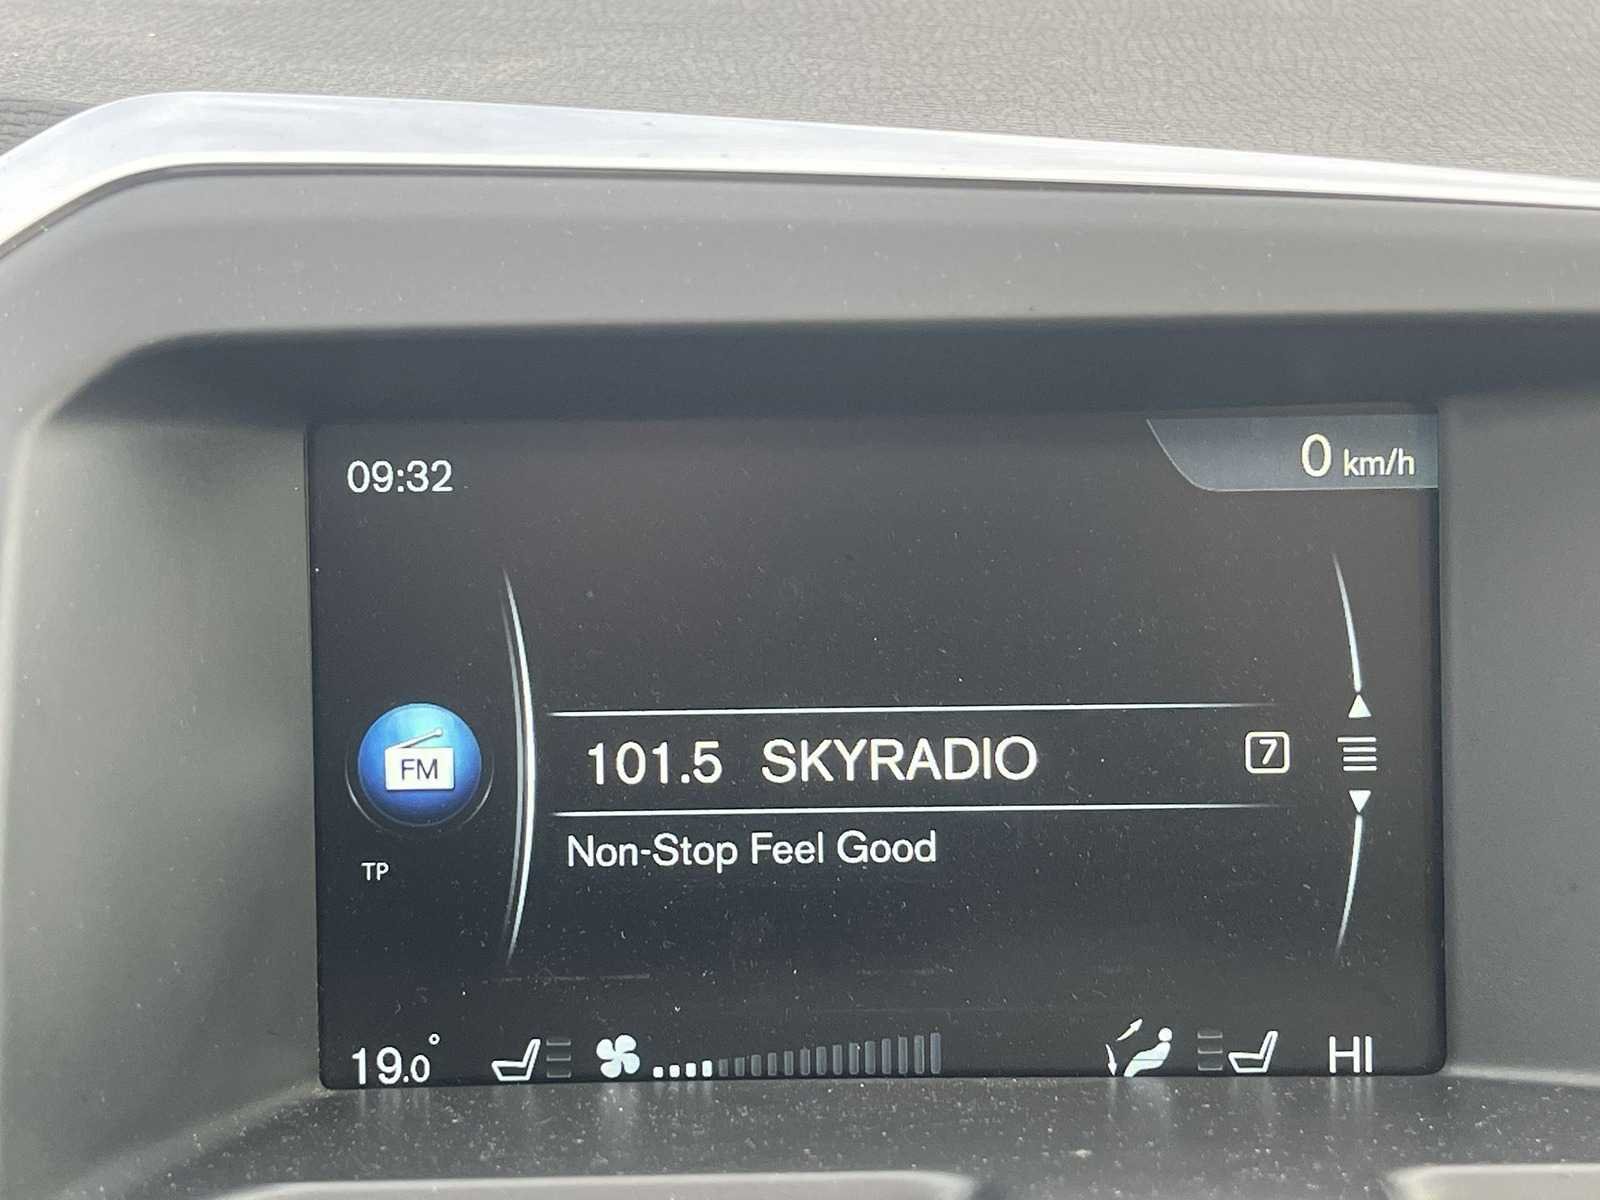 09:32
0 km/h
FM
101.5 SKYRADIO 7
Non-Stop Feel Good
TP
19.0° HI